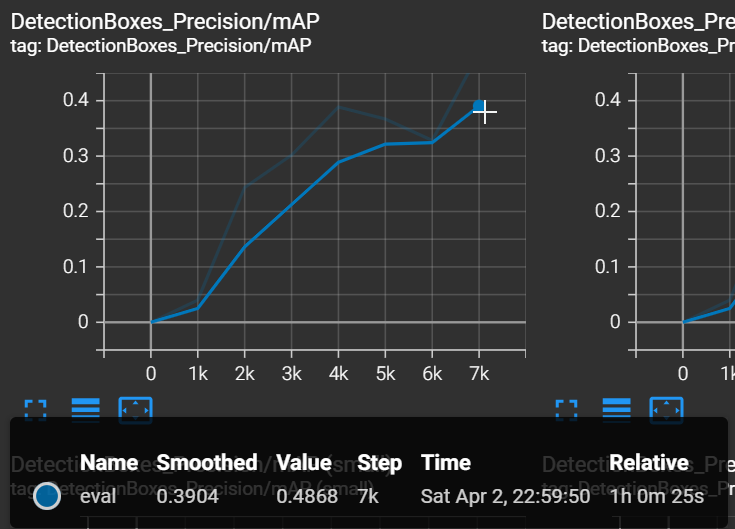 DetectionBoxes_Precision/mAP
tag: DetectionBoxes_Precision/mAP
0.4
0.3
0.2
0.1
0
0 1k 2k 3k 4k 5k 6k 7k
DetectionBoxes_Pre
tag: DetectionBoxes_Pr
0.4
0.3
0.2
0.1
0
0 1k
DetectionBoxes_Precision/mAP (small)
tag: DetectionBoxes_Precision/mAP (small)
DetectionBoxes_Pre
tag: DetectionBoxes_Pr
Name Smoothed Value Step Time Relative
eval 0.3904 0.4868 7k Sat Apr 2, 22:59:50 1h 0m 25s